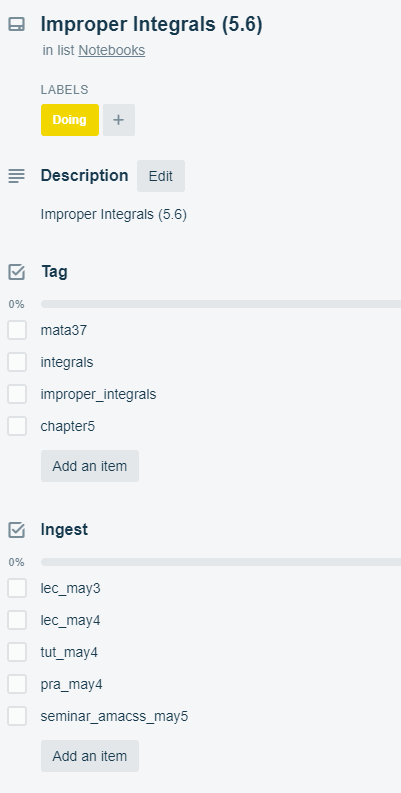 Improper Integrals (5.6)
in list Notebooks
LABELS
Doing +
Description Edit
Improper Integrals (5.6)
Tag
0%
mata37
integrals
improper_integrals
chapter5
Add an item
Ingest
0%
lec_may3
lec_may4
tut_may4
pra_may4
seminar_amacss_may5
Add an item